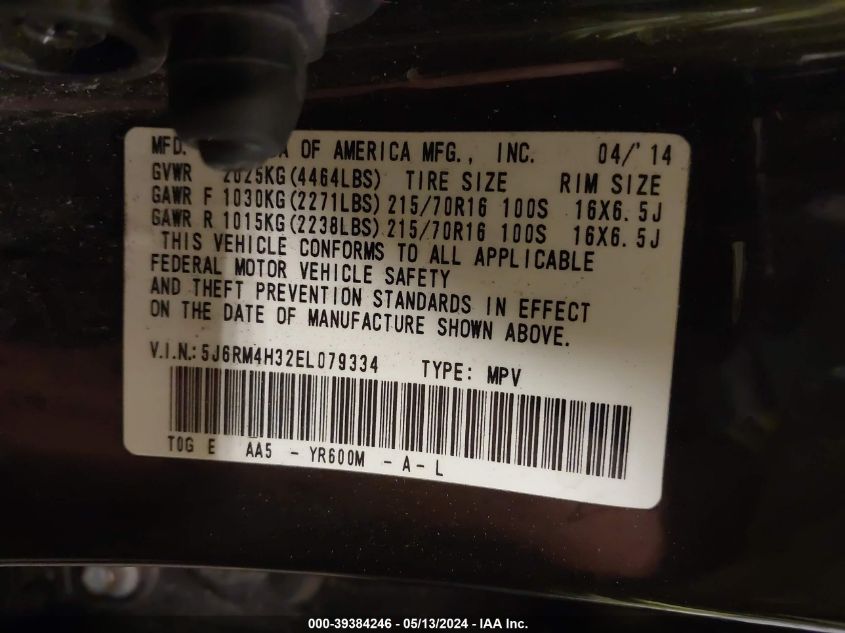 MFD. OF AMERICA MFG., INC. 04/'14
GVWR 2025KG(4464LBS) TIRE SIZE RIM SIZE
GAWR F 1030KG(2271LBS) 215/70R16 100S 16X6.5J
GAWR R 1015KG(2238LBS) 215/70R16 100S 16X6.5J
THIS VEHICLE CONFORMS TO ALL APPLICABLE
FEDERAL MOTOR VEHICLE SAFETY
AND THEFT PREVENTION STANDARDS IN EFFECT
ON THE DATE OF MANUFACTURE SHOWN ABOVE.
V.I.N.: 5J6RM4H32EL079334 TYPE: MPV
TOG E AA5 - YR600M - A - L
000-39384246 - 05/13/2024 - IAA Inc.